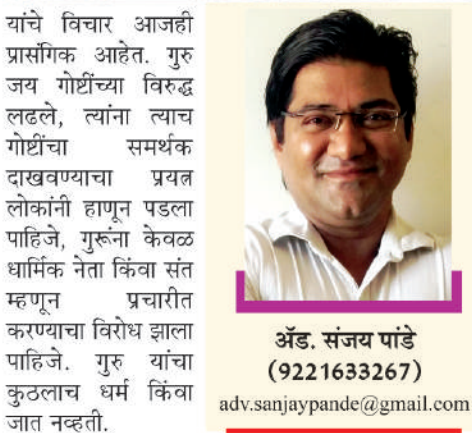 यांचे विचार आजही
प्रासंगिक आहेत. गुरु
जय गोष्टींच्या विरुद्ध
लढले, त्यांना त्याच
गोष्टींचा समर्थक
दाखवण्याचा प्रयत्न
लोकांनी हाणून पडला
पाहिजे, गुरूंना केवळ
धार्मिक नेता किंवा संत
म्हणून प्रचारीत
करण्याचा विरोध झाला
पाहिजे. गुरु यांचा
कुठलाच धर्म किंवा
जात नव्हती.
ॲड. संजय पांडे
(9221633267)
adv.sanjaypande@gmail.com